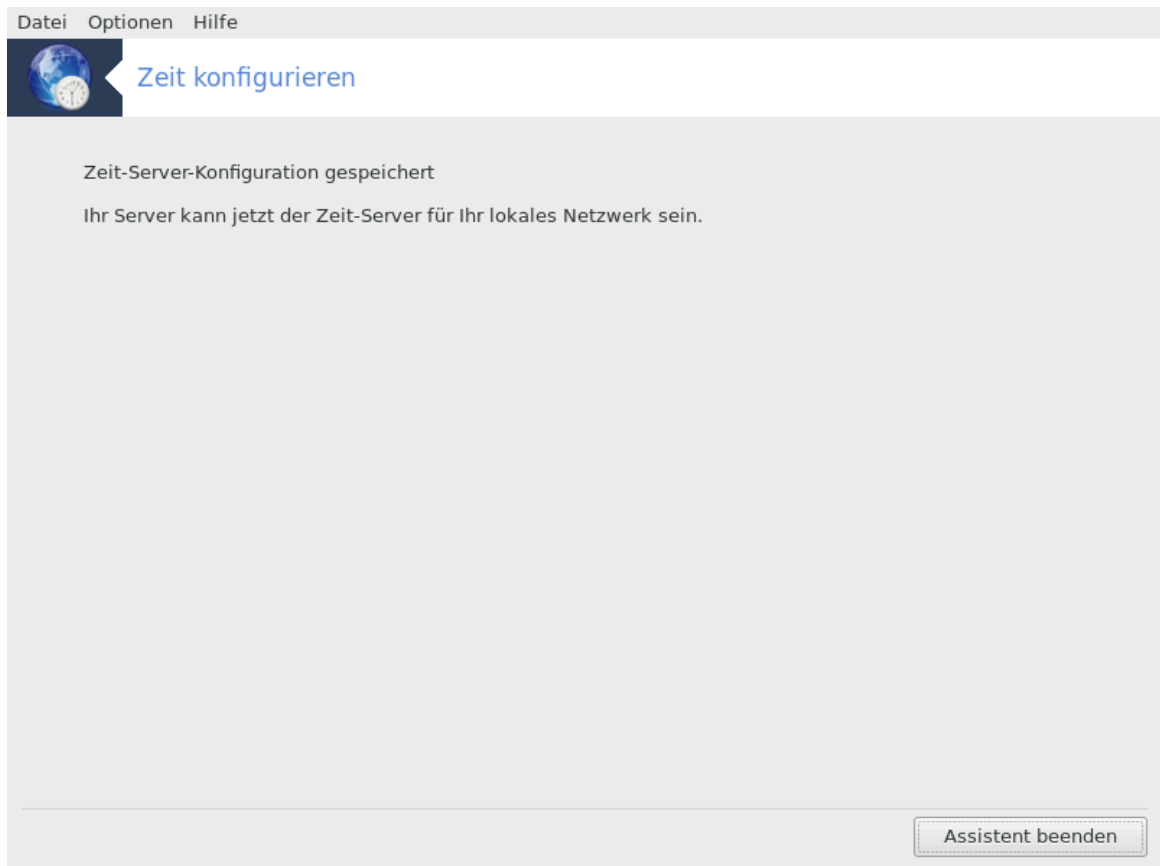 Datei Optionen Hilfe
Zeit konfigurieren
Zeit-Server-Konfiguration gespeichert
Ihr Server kann jetzt der Zeit-Server für Ihr lokales Netzwerk sein.
Assistent beenden